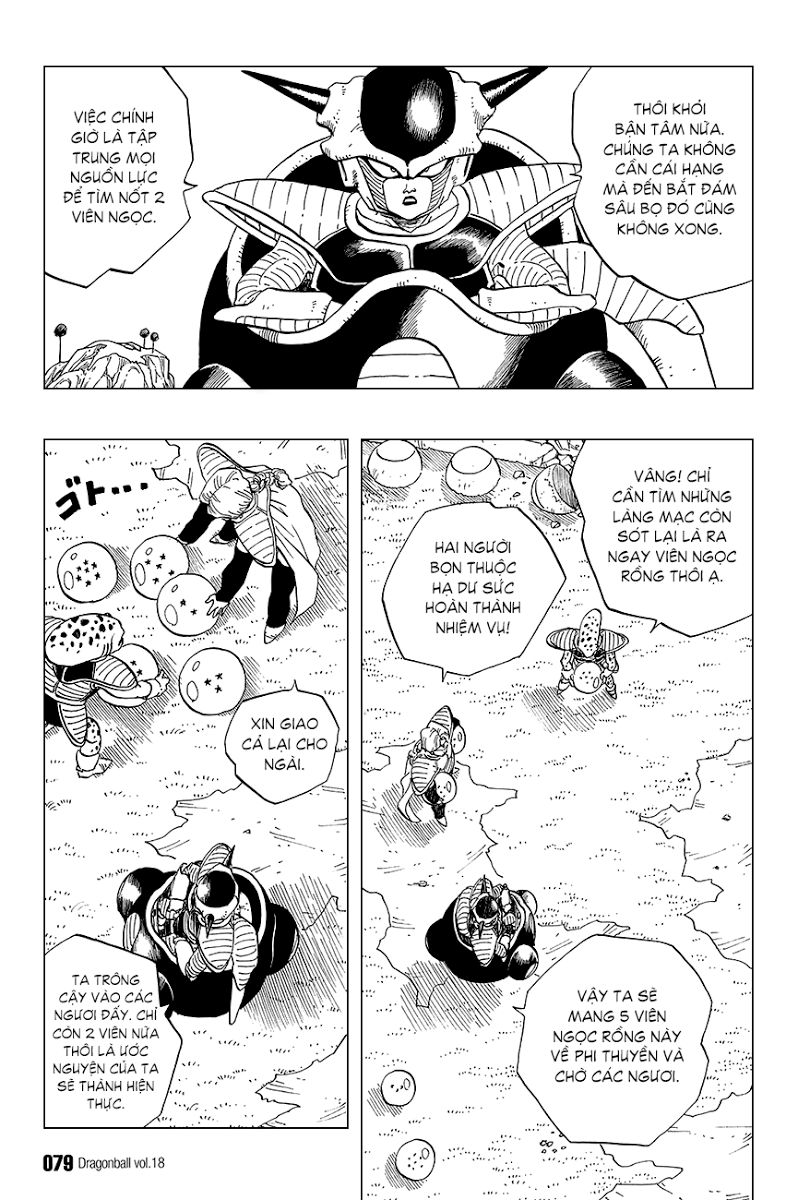 THÔI KHỎI
BẬN TÂM NỮA.
CHÚNG TA KHÔNG
CẦN CÁI HẠNG
MÀ ĐẾN BẮT ĐÁM
SÂU BỌ ĐÓ CŨNG
KHÔNG XONG.
VIỆC CHÍNH
GIỜ LÀ TẬP
TRUNG MỌI
NGUỒN LỰC
ĐỂ TÌM NỐT 2
VIÊN NGỌC.
VÂNG! CHỈ
CẦN TÌM NHỮNG
LÀNG MẠC CÒN
SÓT LẠI LÀ RA
NGAY VIÊN NGỌC
RỒNG THÔI Ạ.
HAI NGƯỜI
BỌN THUỘC
HẠ DƯ SỨC
HOÀN THÀNH
NHIỆM VỤ!
VẬY TA SẼ
MANG 5 VIÊN
NGỌC RỒNG NÀY
VỀ PHI THUYỀN VÀ
CHỜ CÁC NGƯƠI.
ゴト・・・
XIN GIAO
CẢ LẠI CHO
NGÀI.
TA TRÔNG
CẬY VÀO CÁC
NGƯƠI ĐẤY. CHỈ
CÒN 2 VIÊN NỮA
THÔI LÀ ƯỚC
NGUYỆN CỦA TA
SẼ THÀNH HIỆN
THỰC.
079 Dragonball vol.18